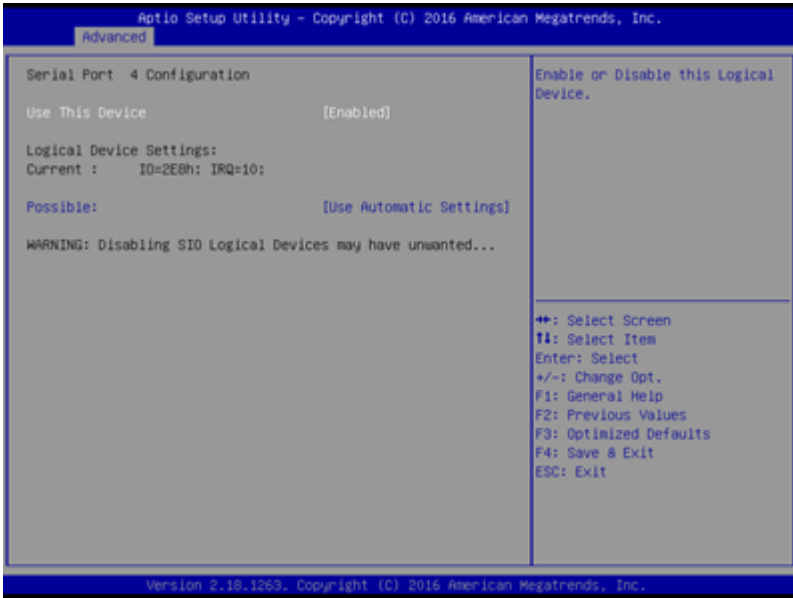 Aptio Setup Utility – Copyright (C) 2016 American Megatrends, Inc.
Advanced
Serial Port  4 Configuration
Use This Device [Enabled]
Logical Device Settings:
Current :     IO=2E8h; IRQ=10;
Possible: [Use Automatic Settings]
WARNING: Disabling SIO Logical Devices may have unwanted...
Enable or Disable this Logical
Device.
→←: Select Screen
↑↓: Select Item
Enter: Select
+/-: Change Opt.
F1: General Help
F2: Previous Values
F3: Optimized Defaults
F4: Save & Exit
ESC: Exit
Version 2.18.1263. Copyright (C) 2016 American Megatrends, Inc.